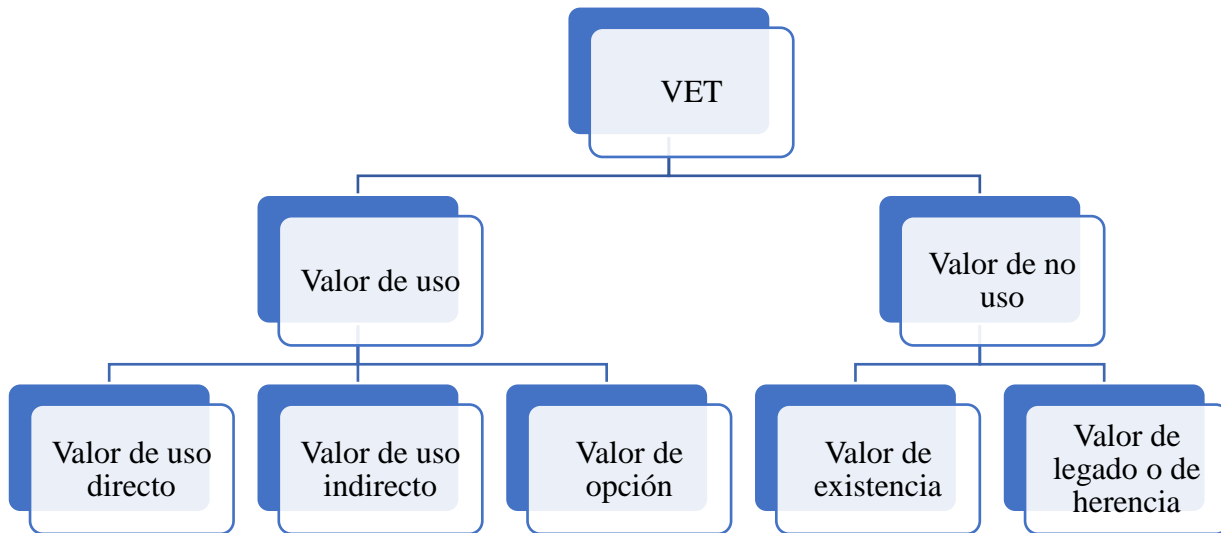 VET
Valor de uso
Valor de no
uso
Valor de uso
directo
Valor de uso
indirecto
Valor de
opción
Valor de
existencia
Valor de
legado o de
herencia